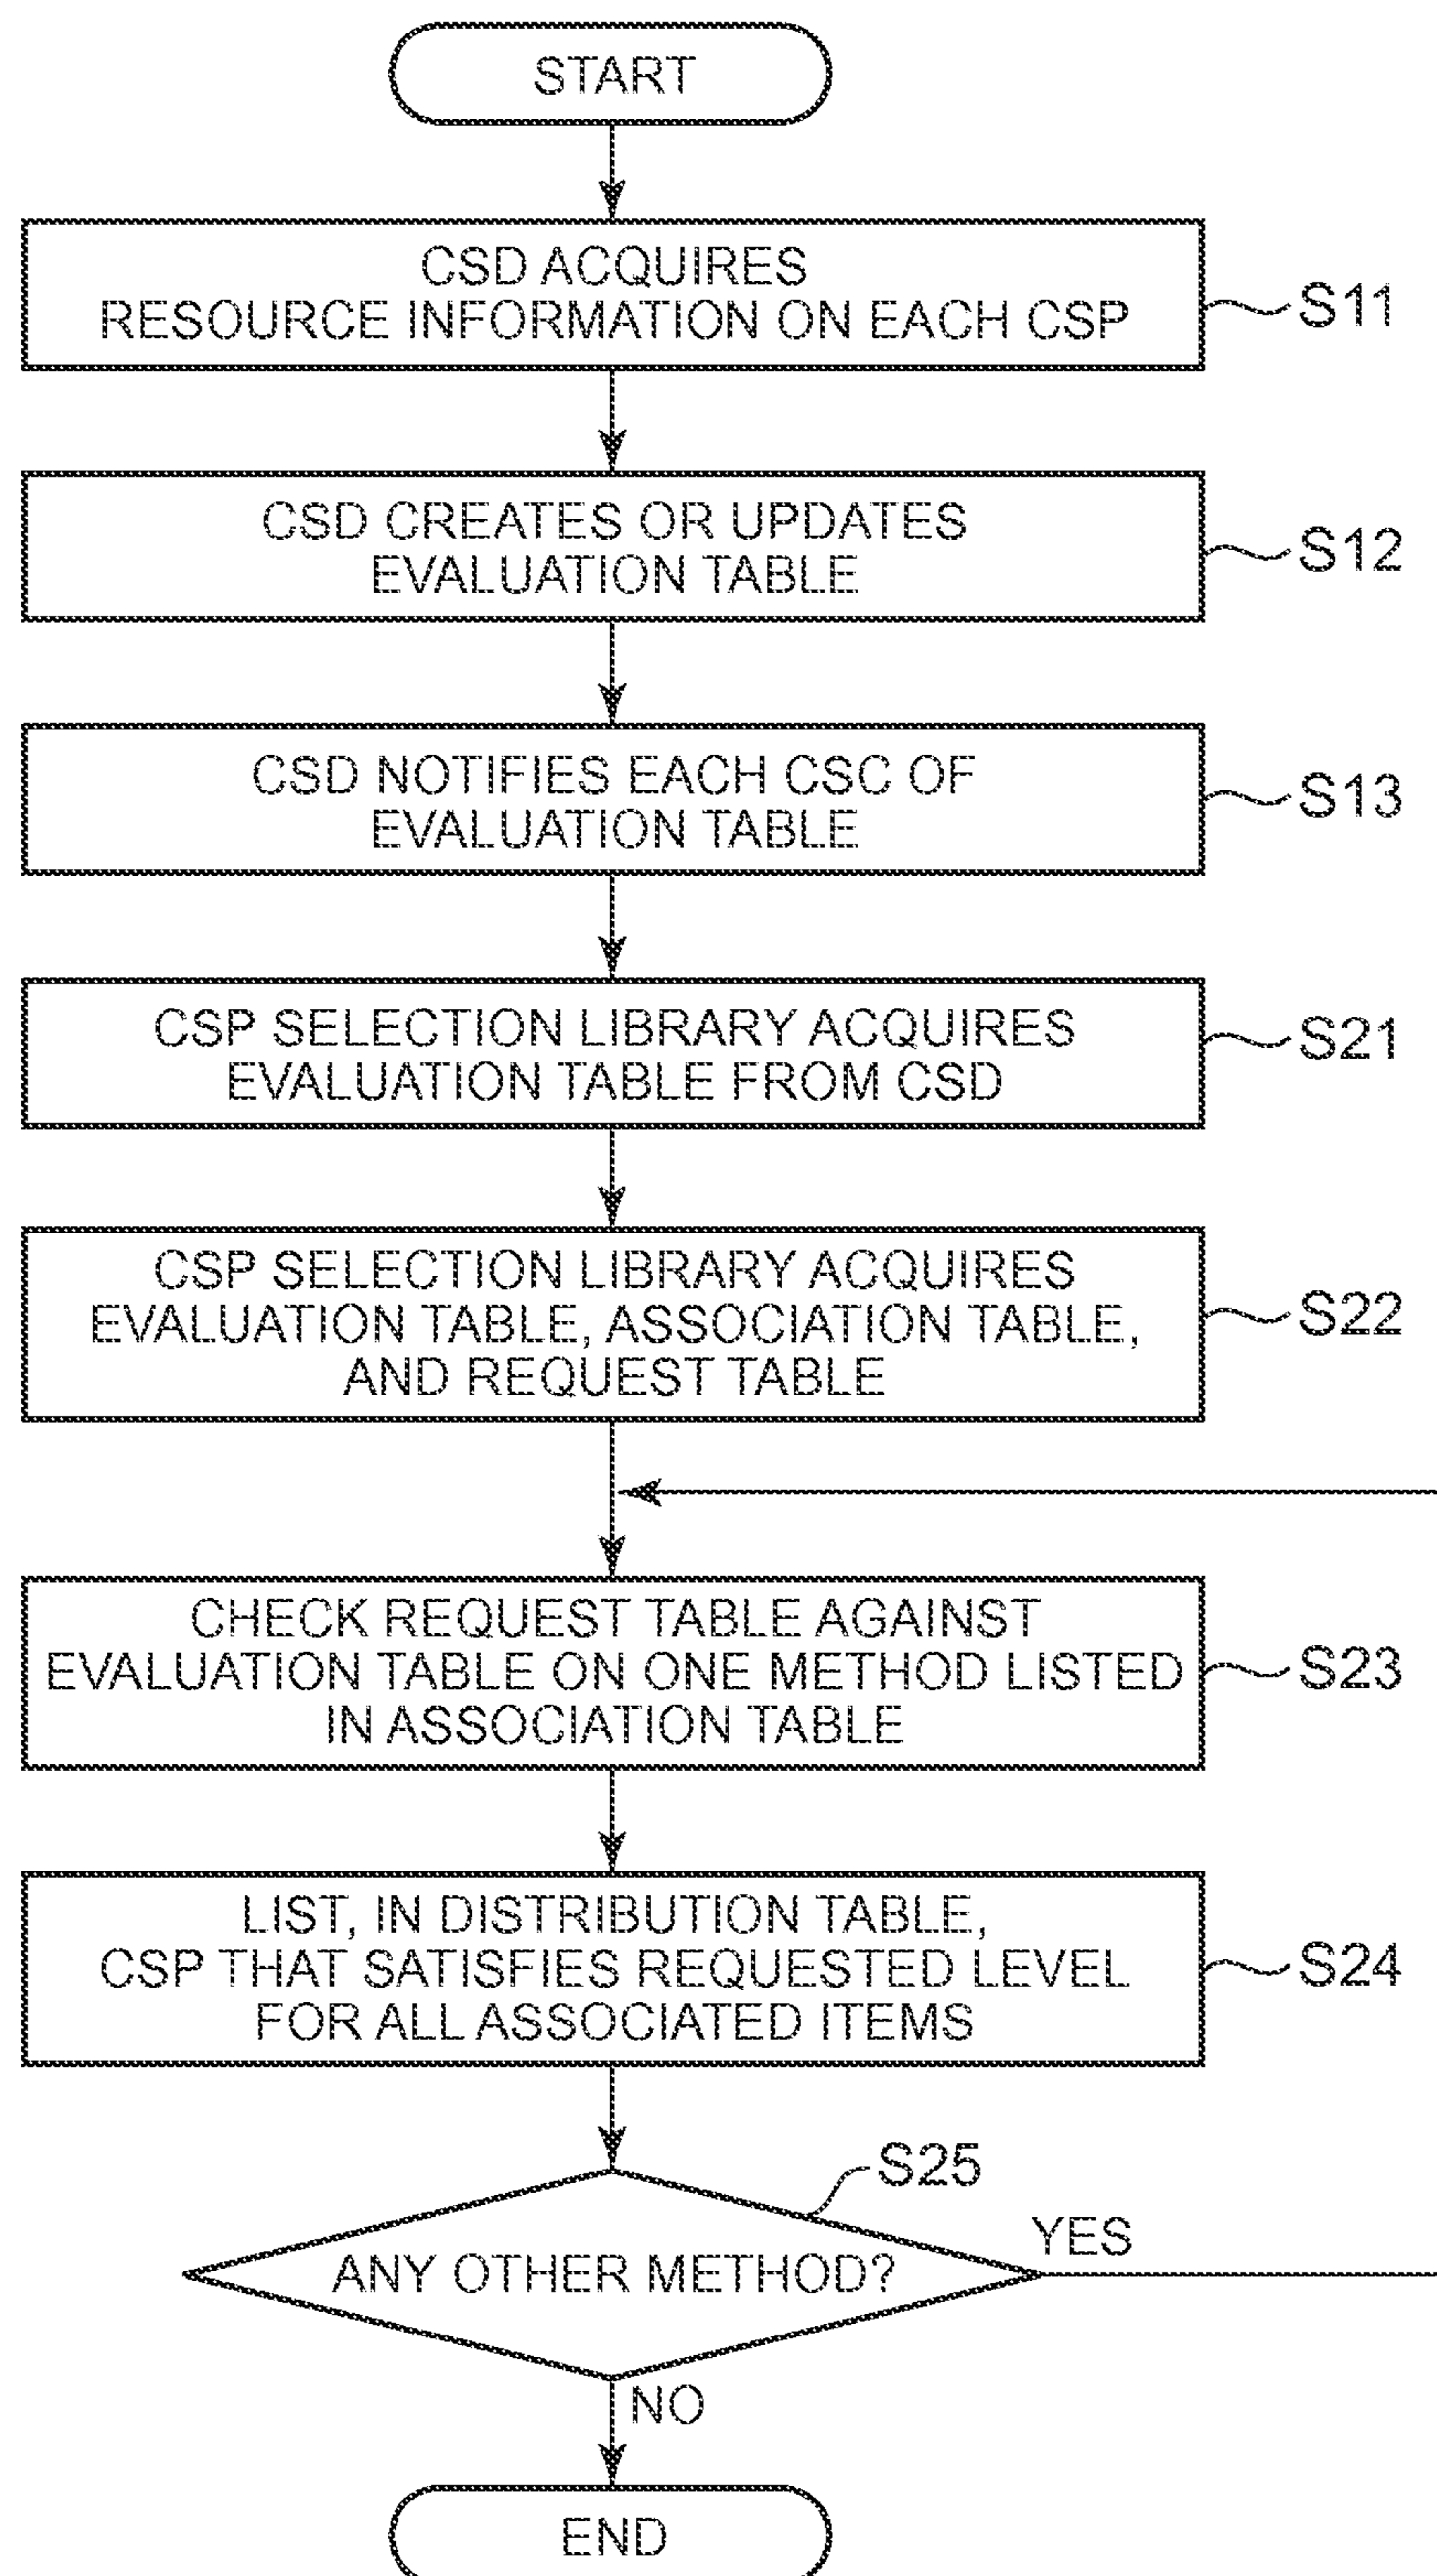 START
CSD ACQUIRES
RESOURCE INFORMATION ON EACH CSP
S11
CSD CREATES OR UPDATES
EVALUATION TABLE
S12
CSD NOTIFIES EACH CSC OF
EVALUATION TABLE
S13
CSP SELECTION LIBRARY ACQUIRES
EVALUATION TABLE FROM CSD
S21
CSP SELECTION LIBRARY ACQUIRES
EVALUATION TABLE, ASSOCIATION TABLE,
AND REQUEST TABLE
S22
CHECK REQUEST TABLE AGAINST
EVALUATION TABLE ON ONE METHOD LISTED
IN ASSOCIATION TABLE
S23
LIST, IN DISTRIBUTION TABLE,
CSP THAT SATISFIES REQUESTED LEVEL
FOR ALL ASSOCIATED ITEMS
S24
S25
ANY OTHER METHOD?
YES
NO
END